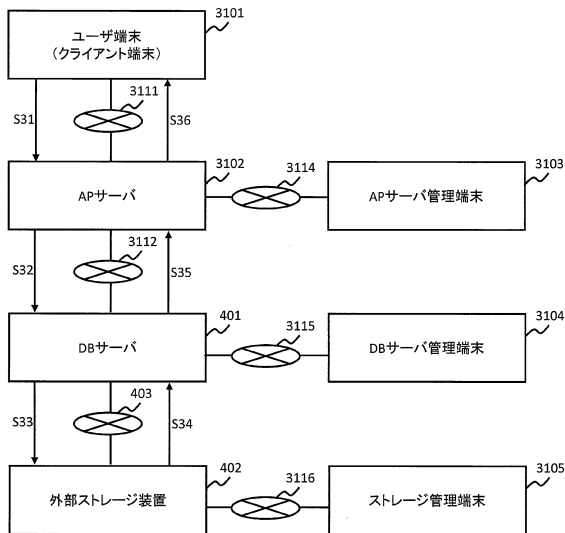 3101
ユーザ端末
(クライアント端末)
3111
S31
S36
3102
APサーバ
3114
3103
APサーバ管理端末
3112
S32
S35
401
DBサーバ
3115
3104
DBサーバ管理端末
403
S33
S34
402
外部ストレージ装置
3116
3105
ストレージ管理端末